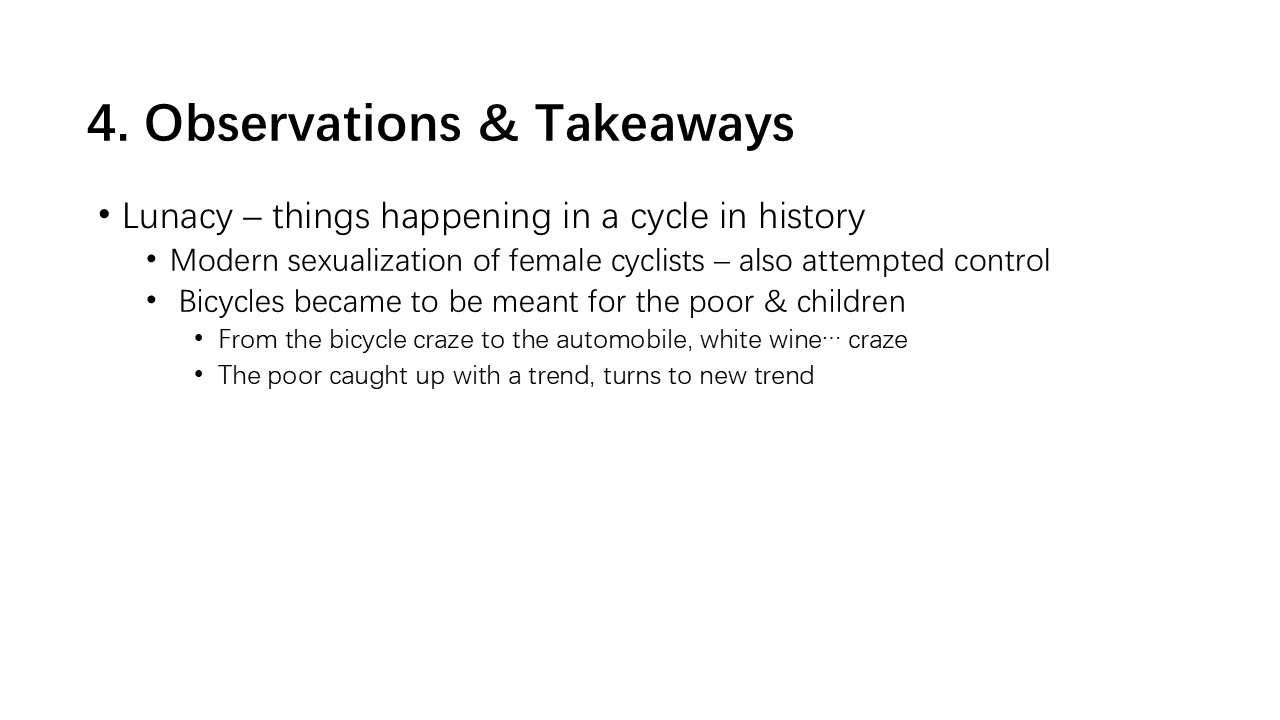 4. Observations & Takeaways
• Lunacy – things happening in a cycle in history
• Modern sexualization of female cyclists – also attempted control
• Bicycles became to be meant for the poor & children
• From the bicycle craze to the automobile, white wine… craze
• The poor caught up with a trend, turns to new trend